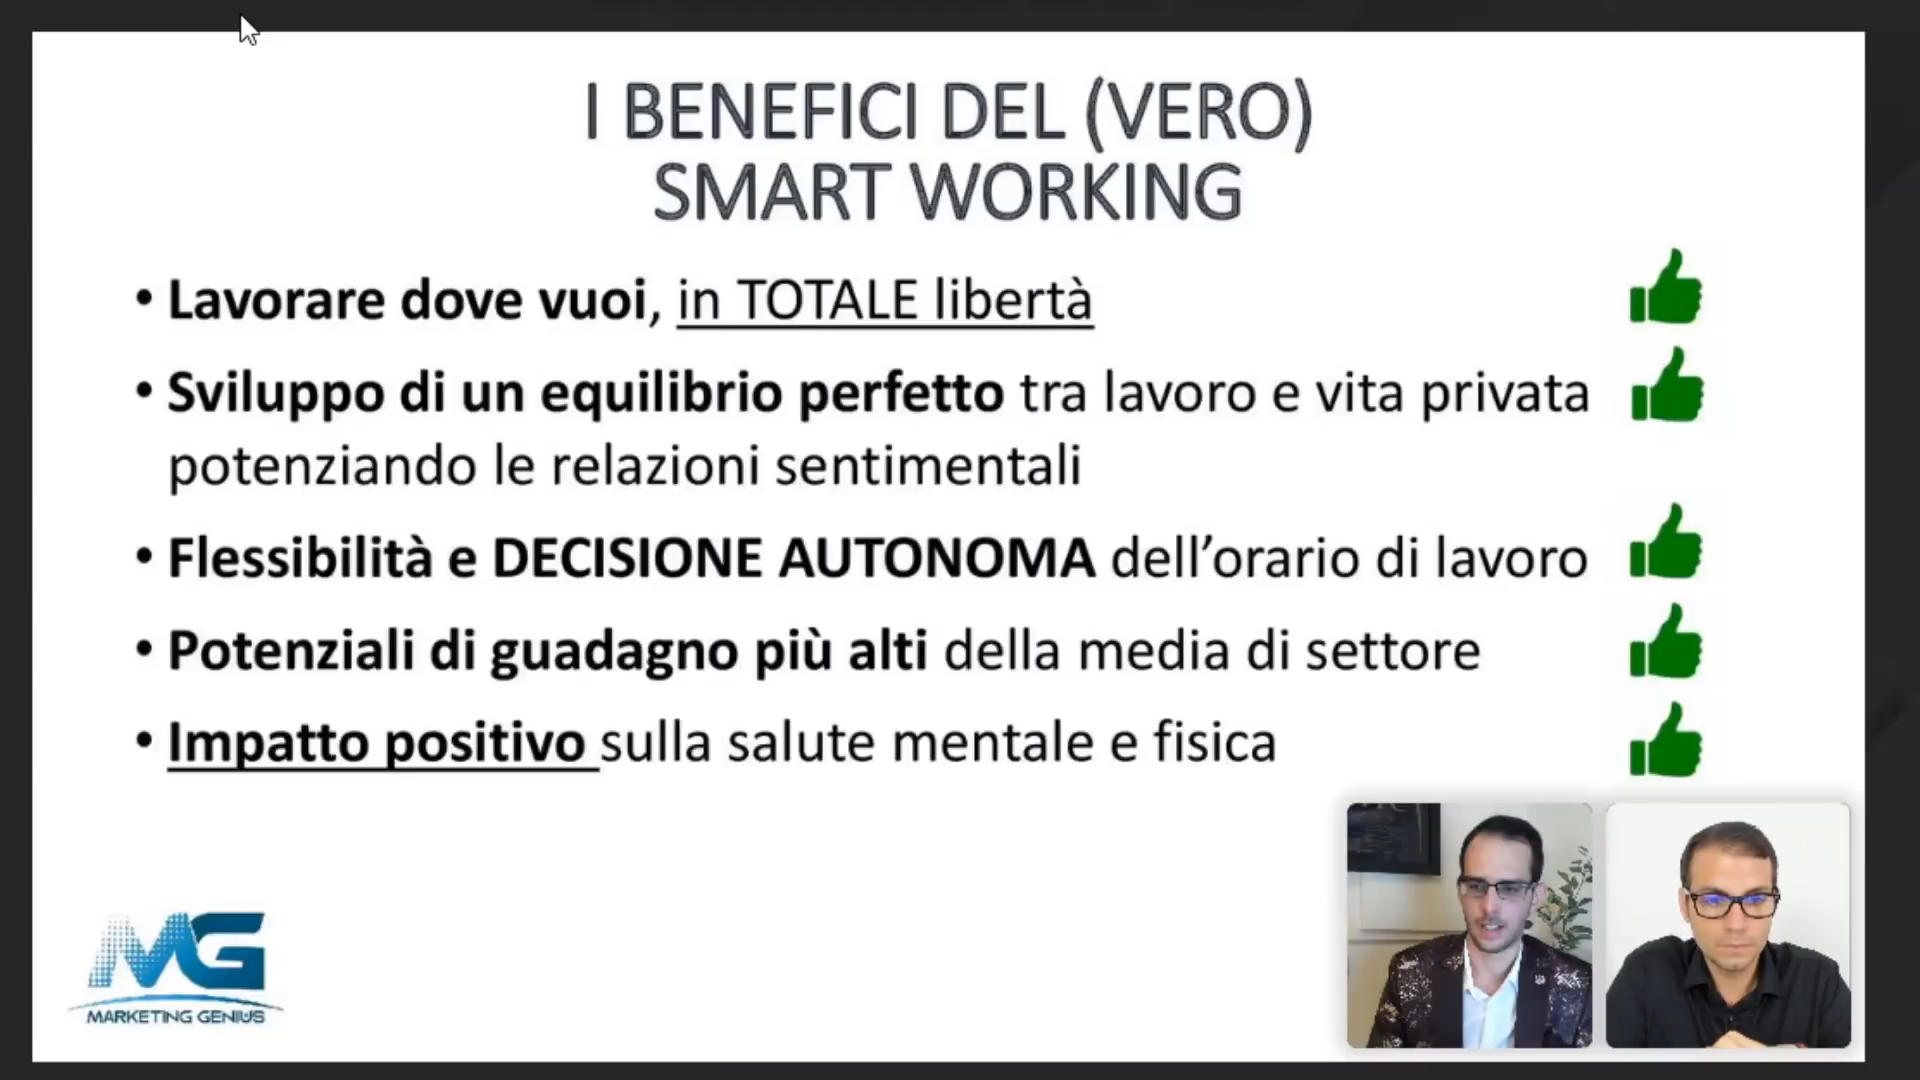 I BENEFICI DEL (VERO)
SMART WORKING
• Lavorare dove vuoi, in TOTALE libertà
• Sviluppo di un equilibrio perfetto tra lavoro e vita privata
potenziando le relazioni sentimentali
• Flessibilità e DECISIONE AUTONOMA dell’orario di lavoro
• Potenziali di guadagno più alti della media di settore
• Impatto positivo sulla salute mentale e fisica
MG
MARKETING GENIUS